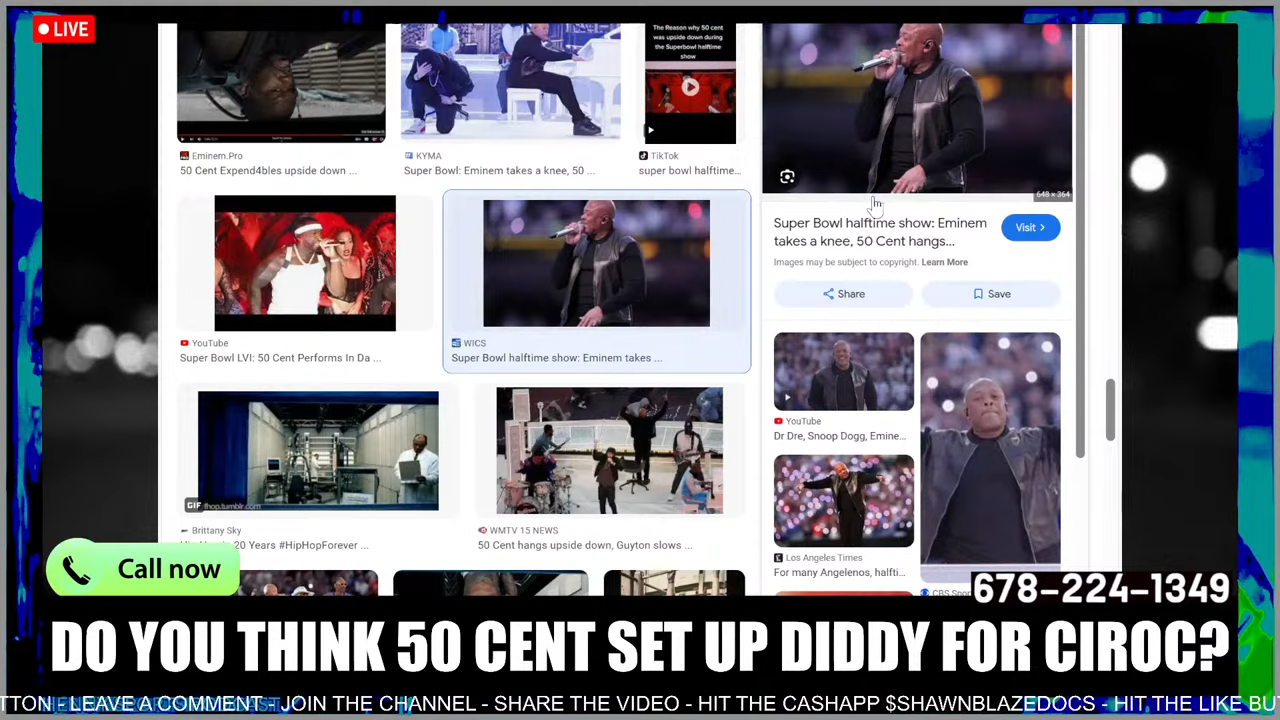 LIVE
The Reason why 50 cent
was upside down during
the Superbowl halftime
show
Eminem.Pro
50 Cent Expend4bles upside down ...
KYMA
Super Bowl: Eminem takes a knee, 50 ...
TikTok
super bowl halftime...
648 × 364
Super Bowl halftime show: Eminem
takes a knee, 50 Cent hangs...
Visit
Images may be subject to copyright. Learn More
Share
Save
YouTube
Super Bowl LVI: 50 Cent Performs In Da ...
WICS
Super Bowl halftime show: Eminem takes ...
YouTube
Dr Dre, Snoop Dogg, Emine...
GIF
Brittany Sky
20 Years #HipHopForever ...
WMTV 15 NEWS
50 Cent hangs upside down, Guyton slows ...
Los Angeles Times
For many Angelenos, halfti...
Call now
678-224-1349
DO YOU THINK 50 CENT SET UP DIDDY FOR CIROC?
TTON - LEAVE A COMMENT - JOIN THE CHANNEL - SHARE THE VIDEO - HIT THE CASHAPP $SHAWNBLAZEDOCS - HIT THE LIKE BU